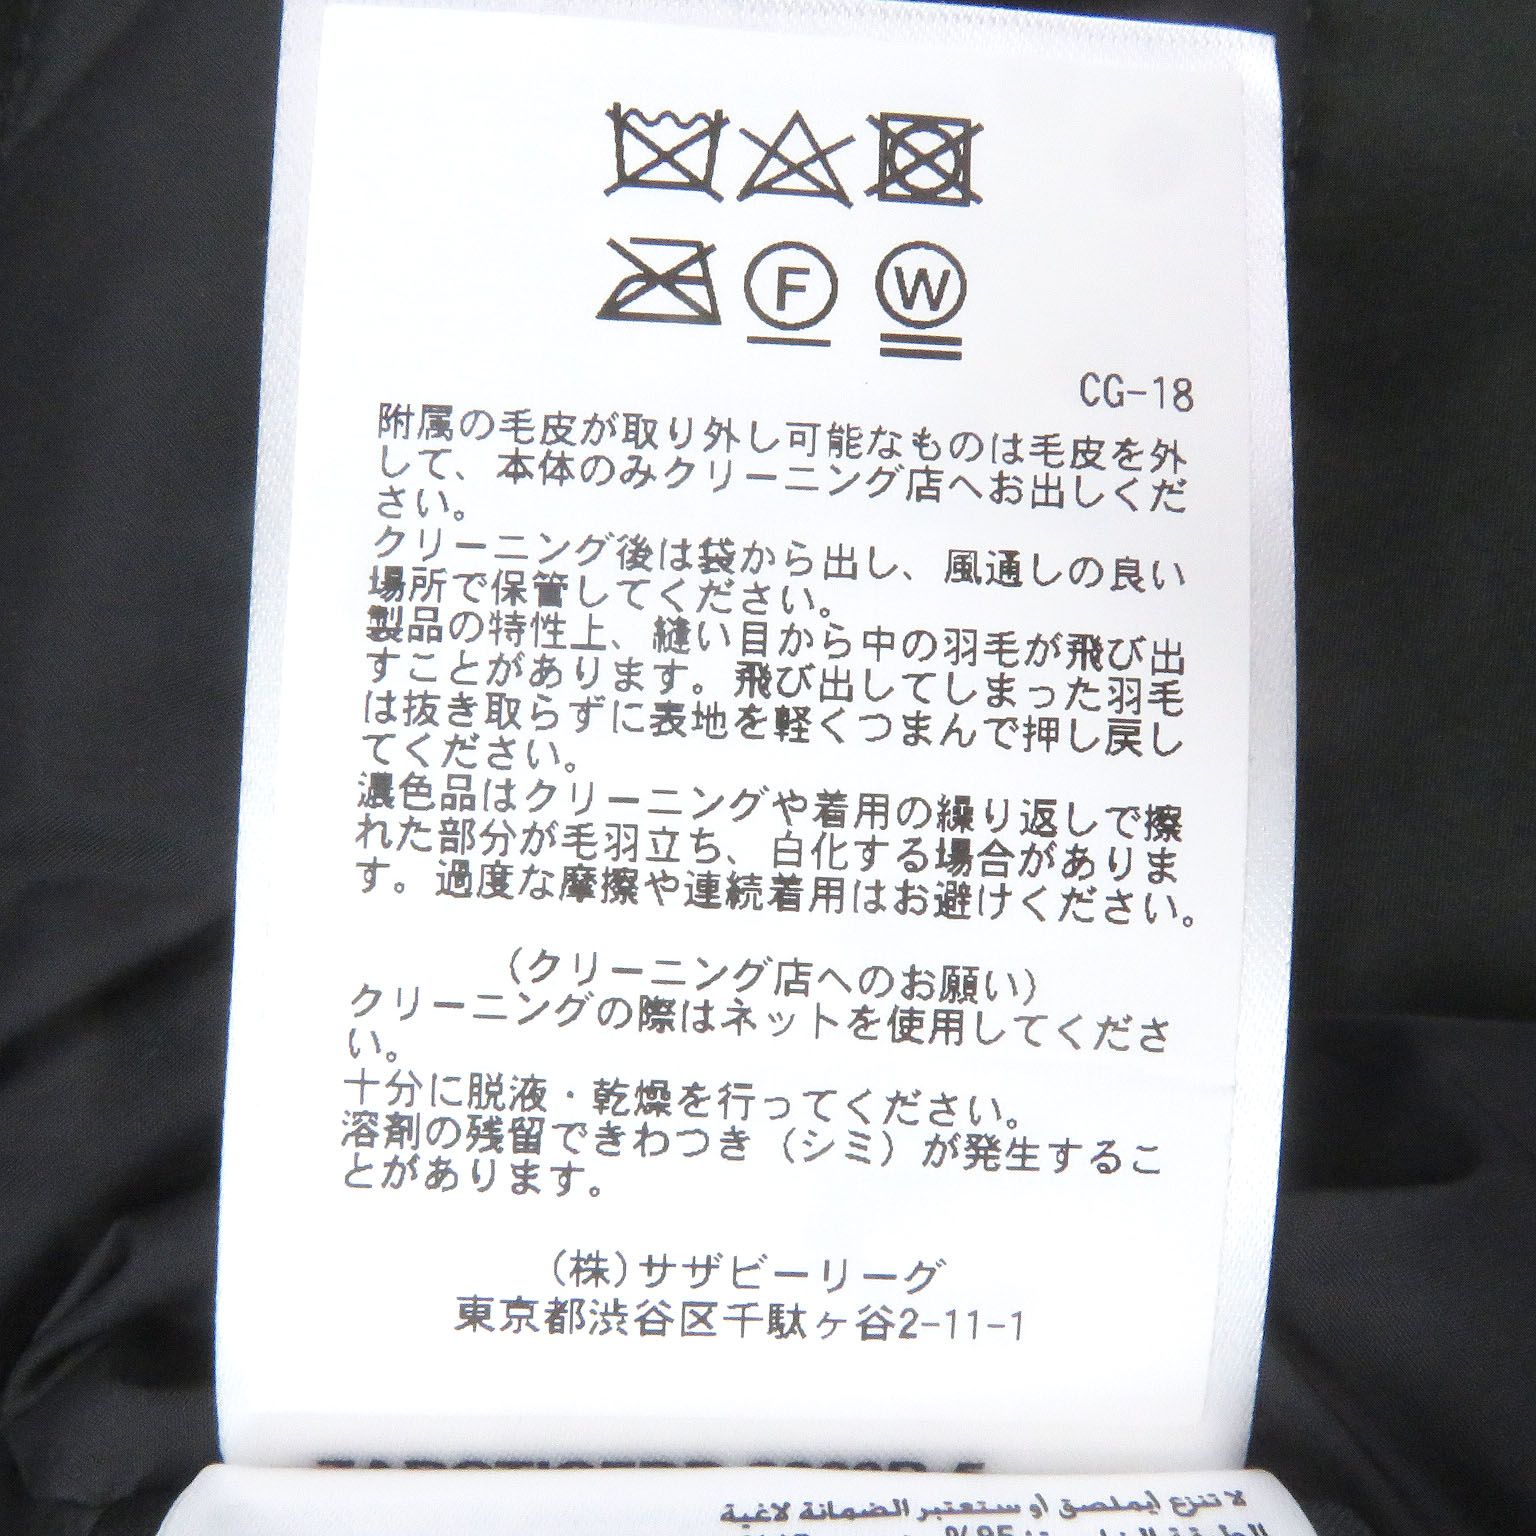 F
W
CG-18
附属の毛皮が取り外し可能なものは毛皮を外
して、本体のみクリーニング店へお出しくだ
さい。
クリーニング後は袋から出し、風通しの良い
場所で保管してください。
製品の特性上、縫い目から中の羽毛が飛び出
すことがあります。飛び出してしまった羽毛
は抜き取らずに表地を軽くつまんで押し戻し
てください。
濃色品はクリーニングや着用の繰り返しで擦
れた部分が毛羽立ち、白化する場合がありま
す。過度な摩擦や連続着用はお避けください。
(クリーニング店へのお願い)
クリーニングの際はネットを使用してくださ
い。
十分に脱液・乾燥を行ってください。
溶剤の残留できわつき(シミ)が発生するこ
とがあります。
(株)サザビーリーグ
東京都渋谷区千駄ヶ谷2-11-1
لا تنزع أيملصق أو ستعتبر الضمانة لاغية